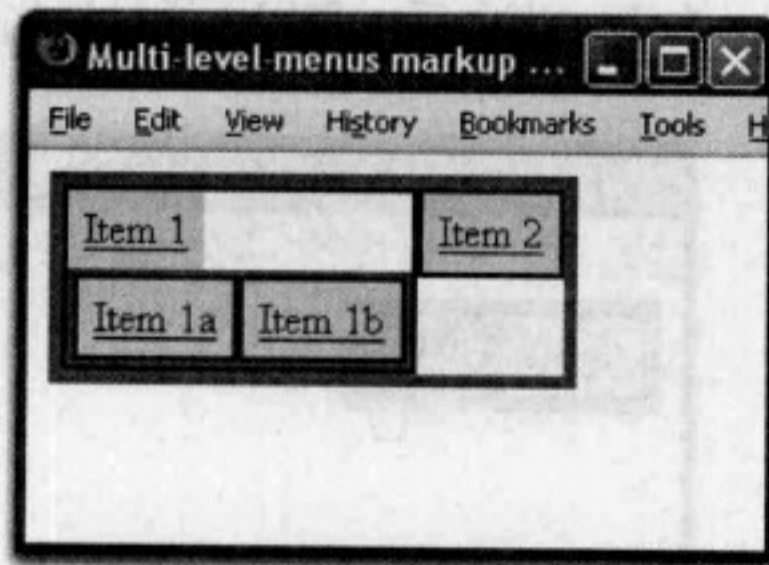 Multi-level-menus markup ...
File Edit View History Bookmarks Tools H
Item 1 Item 2
Item 1a Item 1b